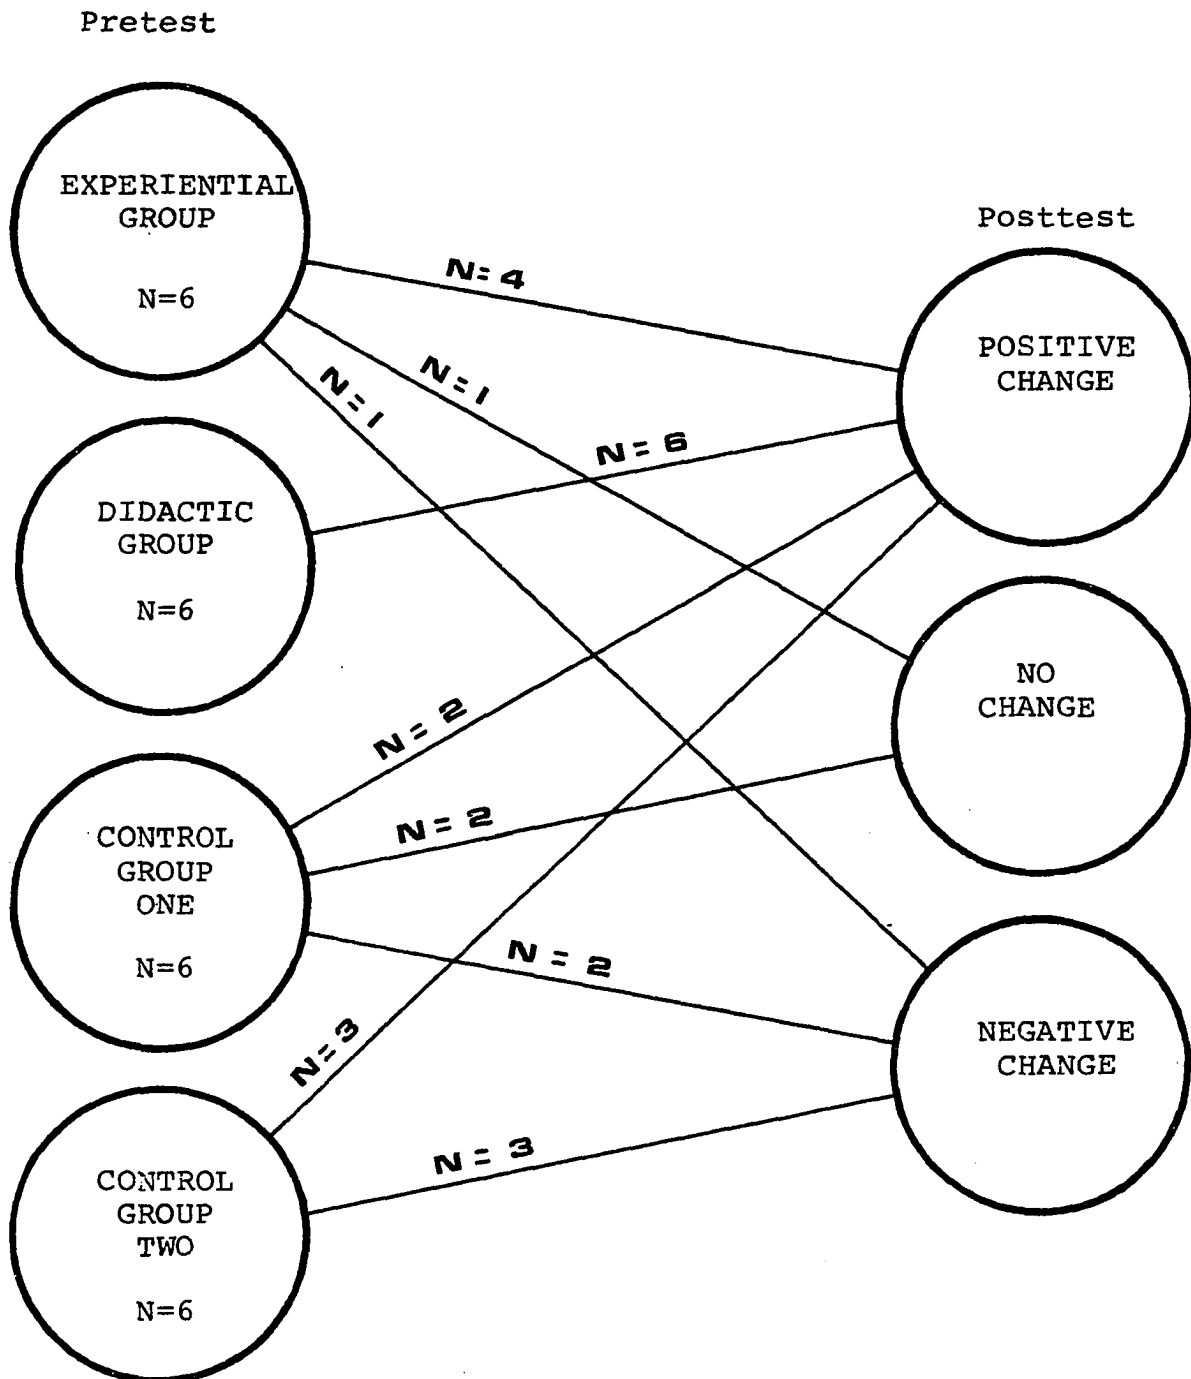 Pretest
EXPERIENTIAL
GROUP
N=6
DIDACTIC
GROUP
N=6
CONTROL
GROUP
ONE
N=6
CONTROL
GROUP
TWO
N=6
N=4
N=1
N=1
N=6
N=2
N=2
N=2
N=3
N=3
Posttest
POSITIVE
CHANGE
NO
CHANGE
NEGATIVE
CHANGE